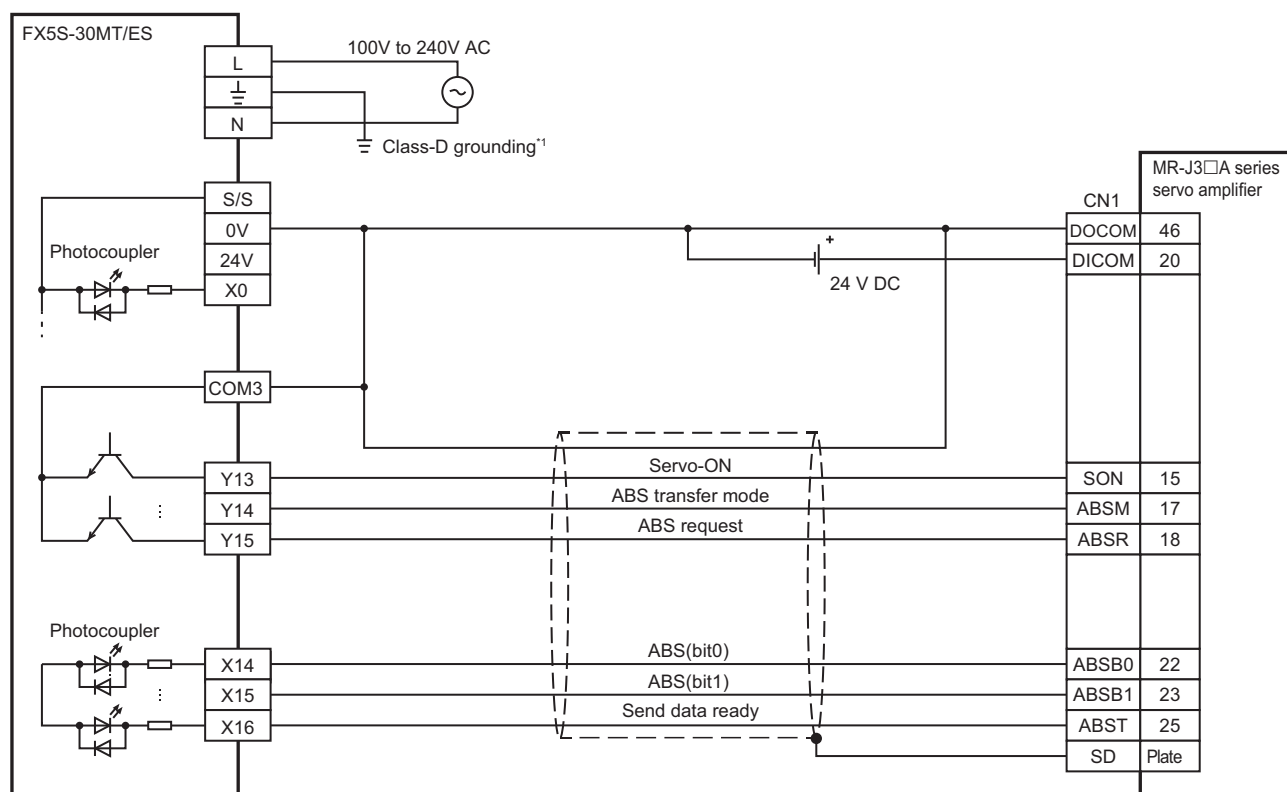 FX5S-30MT/ES
L
100V to 240V AC
N
Class-D grounding*1
MR-J3□A series
servo amplifier
CN1
S/S
0V
DOCOM 46
24V
DICOM 20
Photocoupler
+
24 V DC
X0
COM3
Servo-ON
Y13
SON 15
ABS transfer mode
Y14
ABSM 17
ABS request
Y15
ABSR 18
Photocoupler
ABS(bit0)
X14
ABSB0 22
ABS(bit1)
X15
ABSB1 23
Send data ready
X16
ABST 25
SD Plate